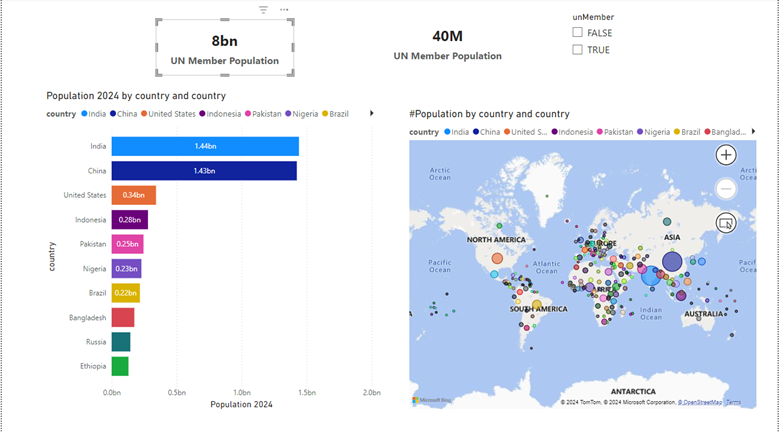 8bn
UN Member Population
40M
UN Member Population
unMember
FALSE
TRUE
Population 2024 by country and country
country India China United States Indonesia Pakistan Nigeria Brazil
country
India 1.44bn
China 1.43bn
United States 0.34bn
Indonesia 0.28bn
Pakistan 0.25bn
Nigeria 0.23bn
Brazil 0.22bn
Bangladesh
Russia
Ethiopia
0.0bn 0.5bn 1.0bn 1.5bn 2.0bn
Population 2024
#Population by country and country
country India China United S... Indonesia Pakistan Nigeria Brazil Banglad...
Arctic
Ocean
Arctic
Ocean
NORTH AMERICA
ASIA
Pacific
Ocean
Atlantic
Ocean
Pacific
Ocean
SOUTH AMERICA
Indian
Ocean
AUSTRALIA
ANTARCTICA
Microsoft Bing
© 2024 TomTom, © 2024 Microsoft Corporation, © OpenStreetMap Terms